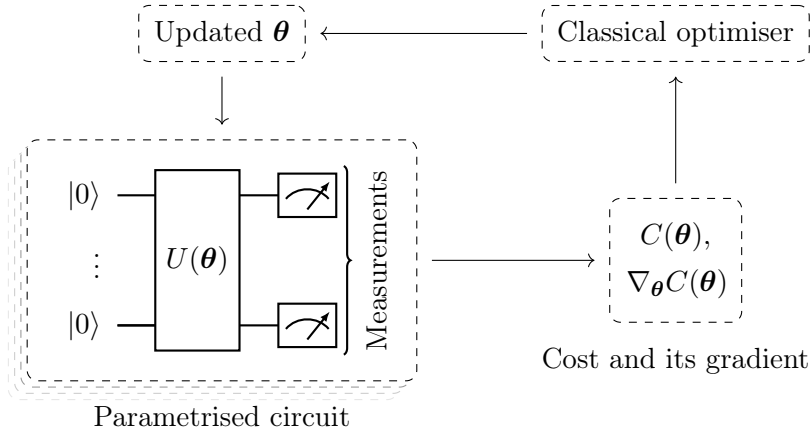 Updated 𝜽
Classical optimiser
|0⟩
⋮
|0⟩
U(𝜽)
Measurements
C(𝜽),
∇𝜽C(𝜽)
Cost and its gradient
Parametrised circuit